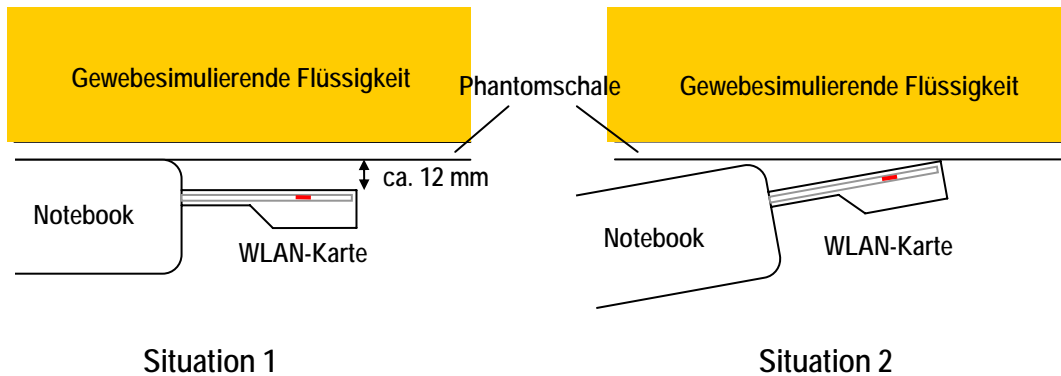 Gewebesimulierende Flüssigkeit
Phantomschale
Gewebesimulierende Flüssigkeit
ca. 12 mm
Notebook
WLAN-Karte
Notebook
WLAN-Karte
Situation 1
Situation 2